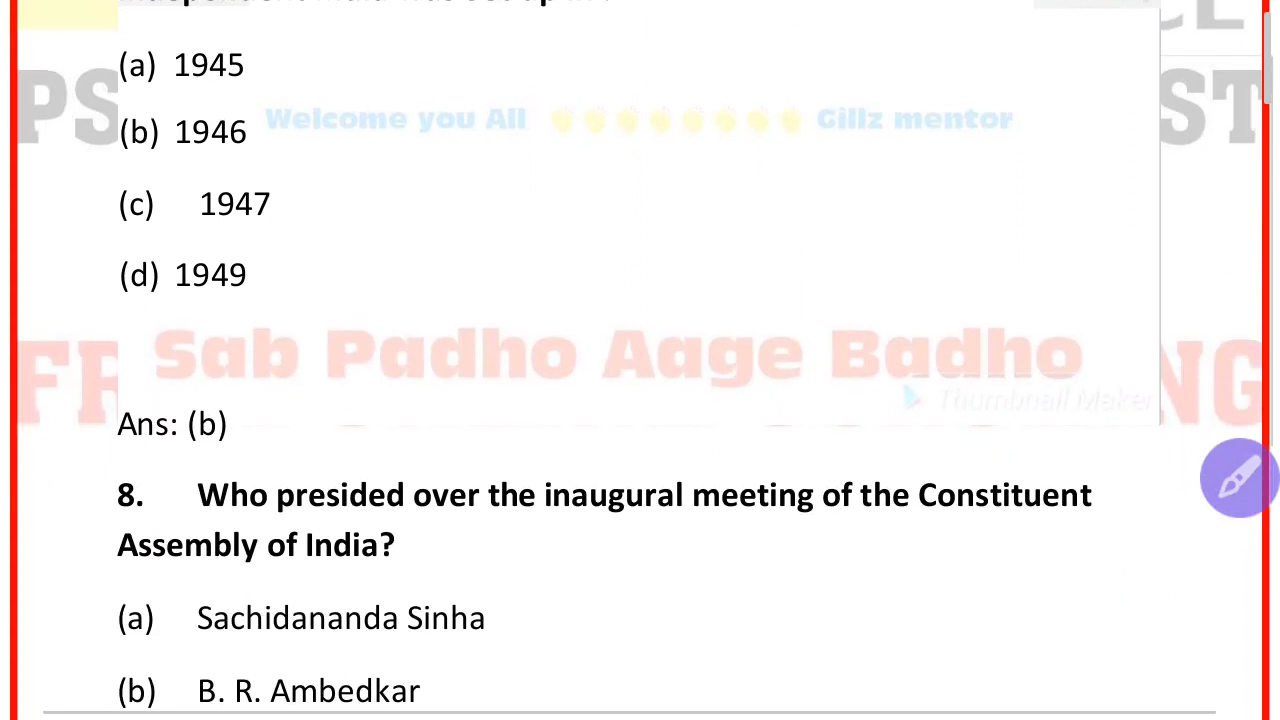 (a) 1945
Welcome you All Gillz mentor
(b) 1946
(c) 1947
(d) 1949
Sab Padho Aage Badho
Thumbnail Maker
Ans: (b)
8. Who presided over the inaugural meeting of the Constituent
Assembly of India?
(a) Sachidananda Sinha
(b) B. R. Ambedkar